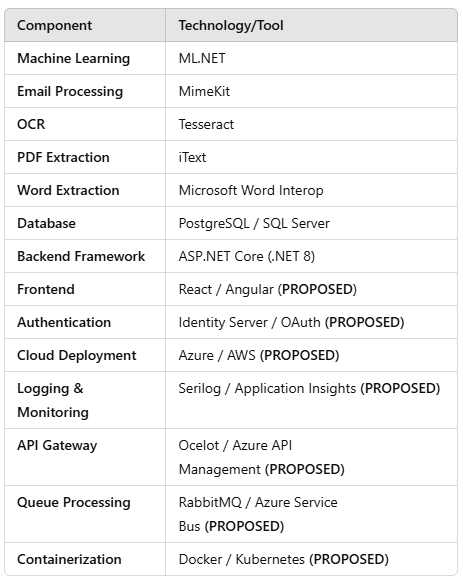 Component Technology/Tool
Machine Learning ML.NET
Email Processing MimeKit
OCR Tesseract
PDF Extraction iText
Word Extraction Microsoft Word Interop
Database PostgreSQL / SQL Server
Backend Framework ASP.NET Core (.NET 8)
Frontend React / Angular (PROPOSED)
Authentication Identity Server / OAuth (PROPOSED)
Cloud Deployment Azure / AWS (PROPOSED)
Logging & Serilog / Application Insights (PROPOSED)
Monitoring
API Gateway Ocelot / Azure API
Management (PROPOSED)
Queue Processing RabbitMQ / Azure Service
Bus (PROPOSED)
Containerization Docker / Kubernetes (PROPOSED)